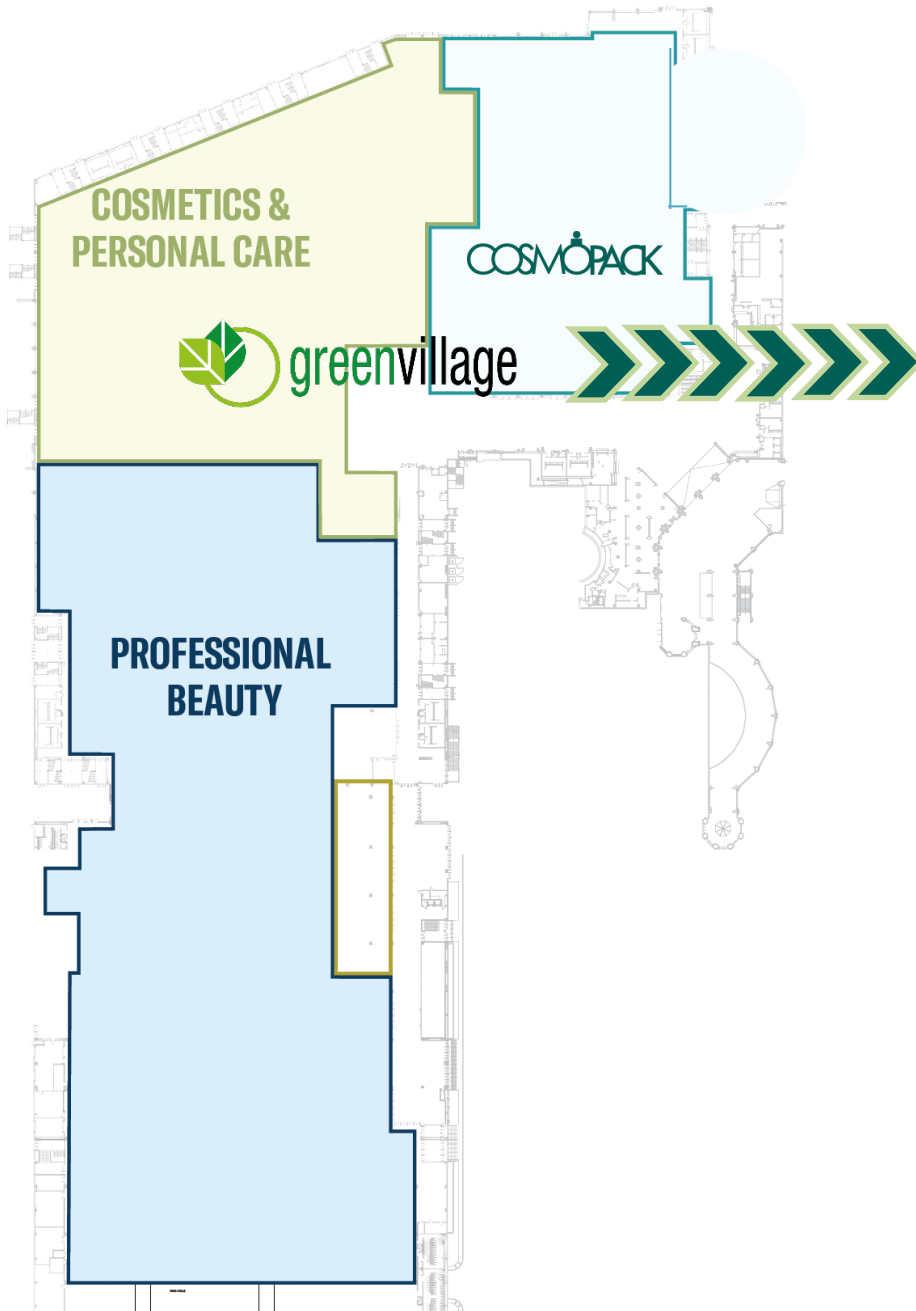 COSMETICS &
PERSONAL CARE
COSMOPACK
greenvillage
PROFESSIONAL
BEAUTY